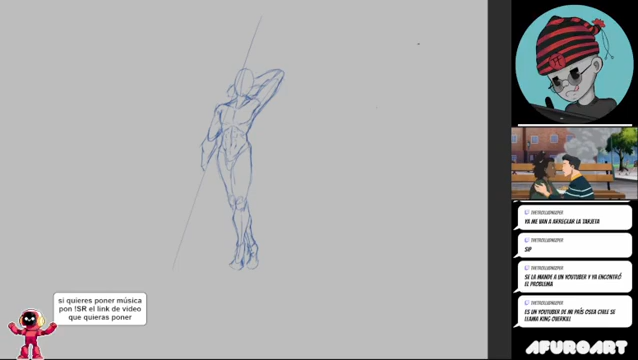 THETROLLDENUZPER
YA ME VAN A ARREGLAR LA TARJETA
SIP
SE LA MANDE A UN YOUTUBER Y YA ENCONTRÓ
EL PROBLEMA
ES UN YOUTUBER DE MI PAÍS OSEA CHILE SE
LLAMA KING OVERKILL
si quieres poner música
pon !SR el link de video
que quieras poner
AFUROART